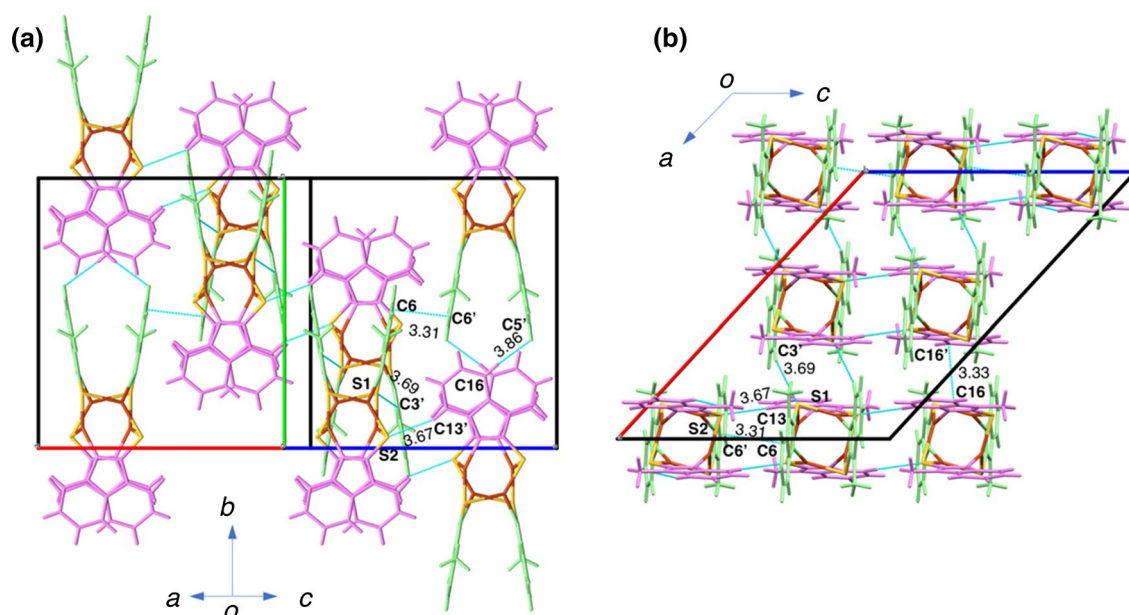 (a)
C6
C6'
3.31
C5'
3.86
S1
3.69
C16
C3'
C13'
3.67
S2
b
a
o
c
(b)
o
c
a
C3'
3.69
C16'
3.33
C16
3.67
S1
C13
S2
3.31
C6'
C6